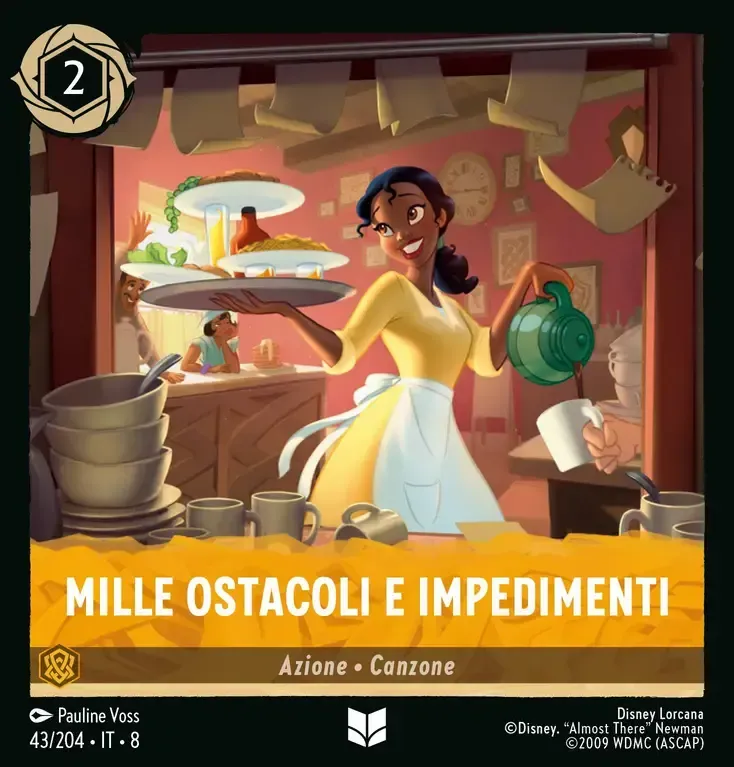 2
MILLE OSTACOLI E IMPEDIMENTI
Azione • Canzone
Pauline Voss
43/204 • IT • 8
Disney Lorcana
©Disney. “Almost There” Newman
©2009 WDMC (ASCAP)